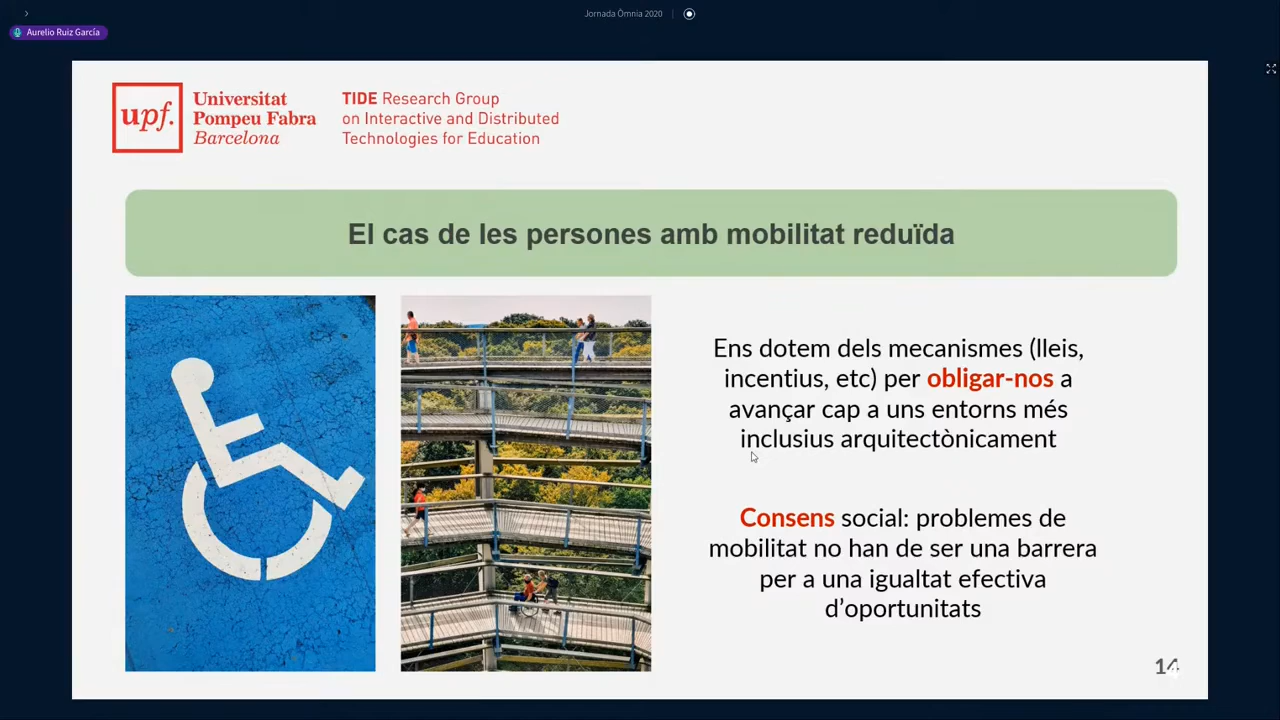 Jornada Òmnia 2020
Aurelio Ruiz García
upf.
Universitat
Pompeu Fabra
Barcelona
TIDE Research Group
on Interactive and Distributed
Technologies for Education
El cas de les persones amb mobilitat reduïda
Ens dotem dels mecanismes (lleis,
incentius, etc) per obligar-nos a
avançar cap a uns entorns més
inclusius arquitectònicament
Consens social: problemes de
mobilitat no han de ser una barrera
per a una igualtat efectiva
d’oportunitats
14